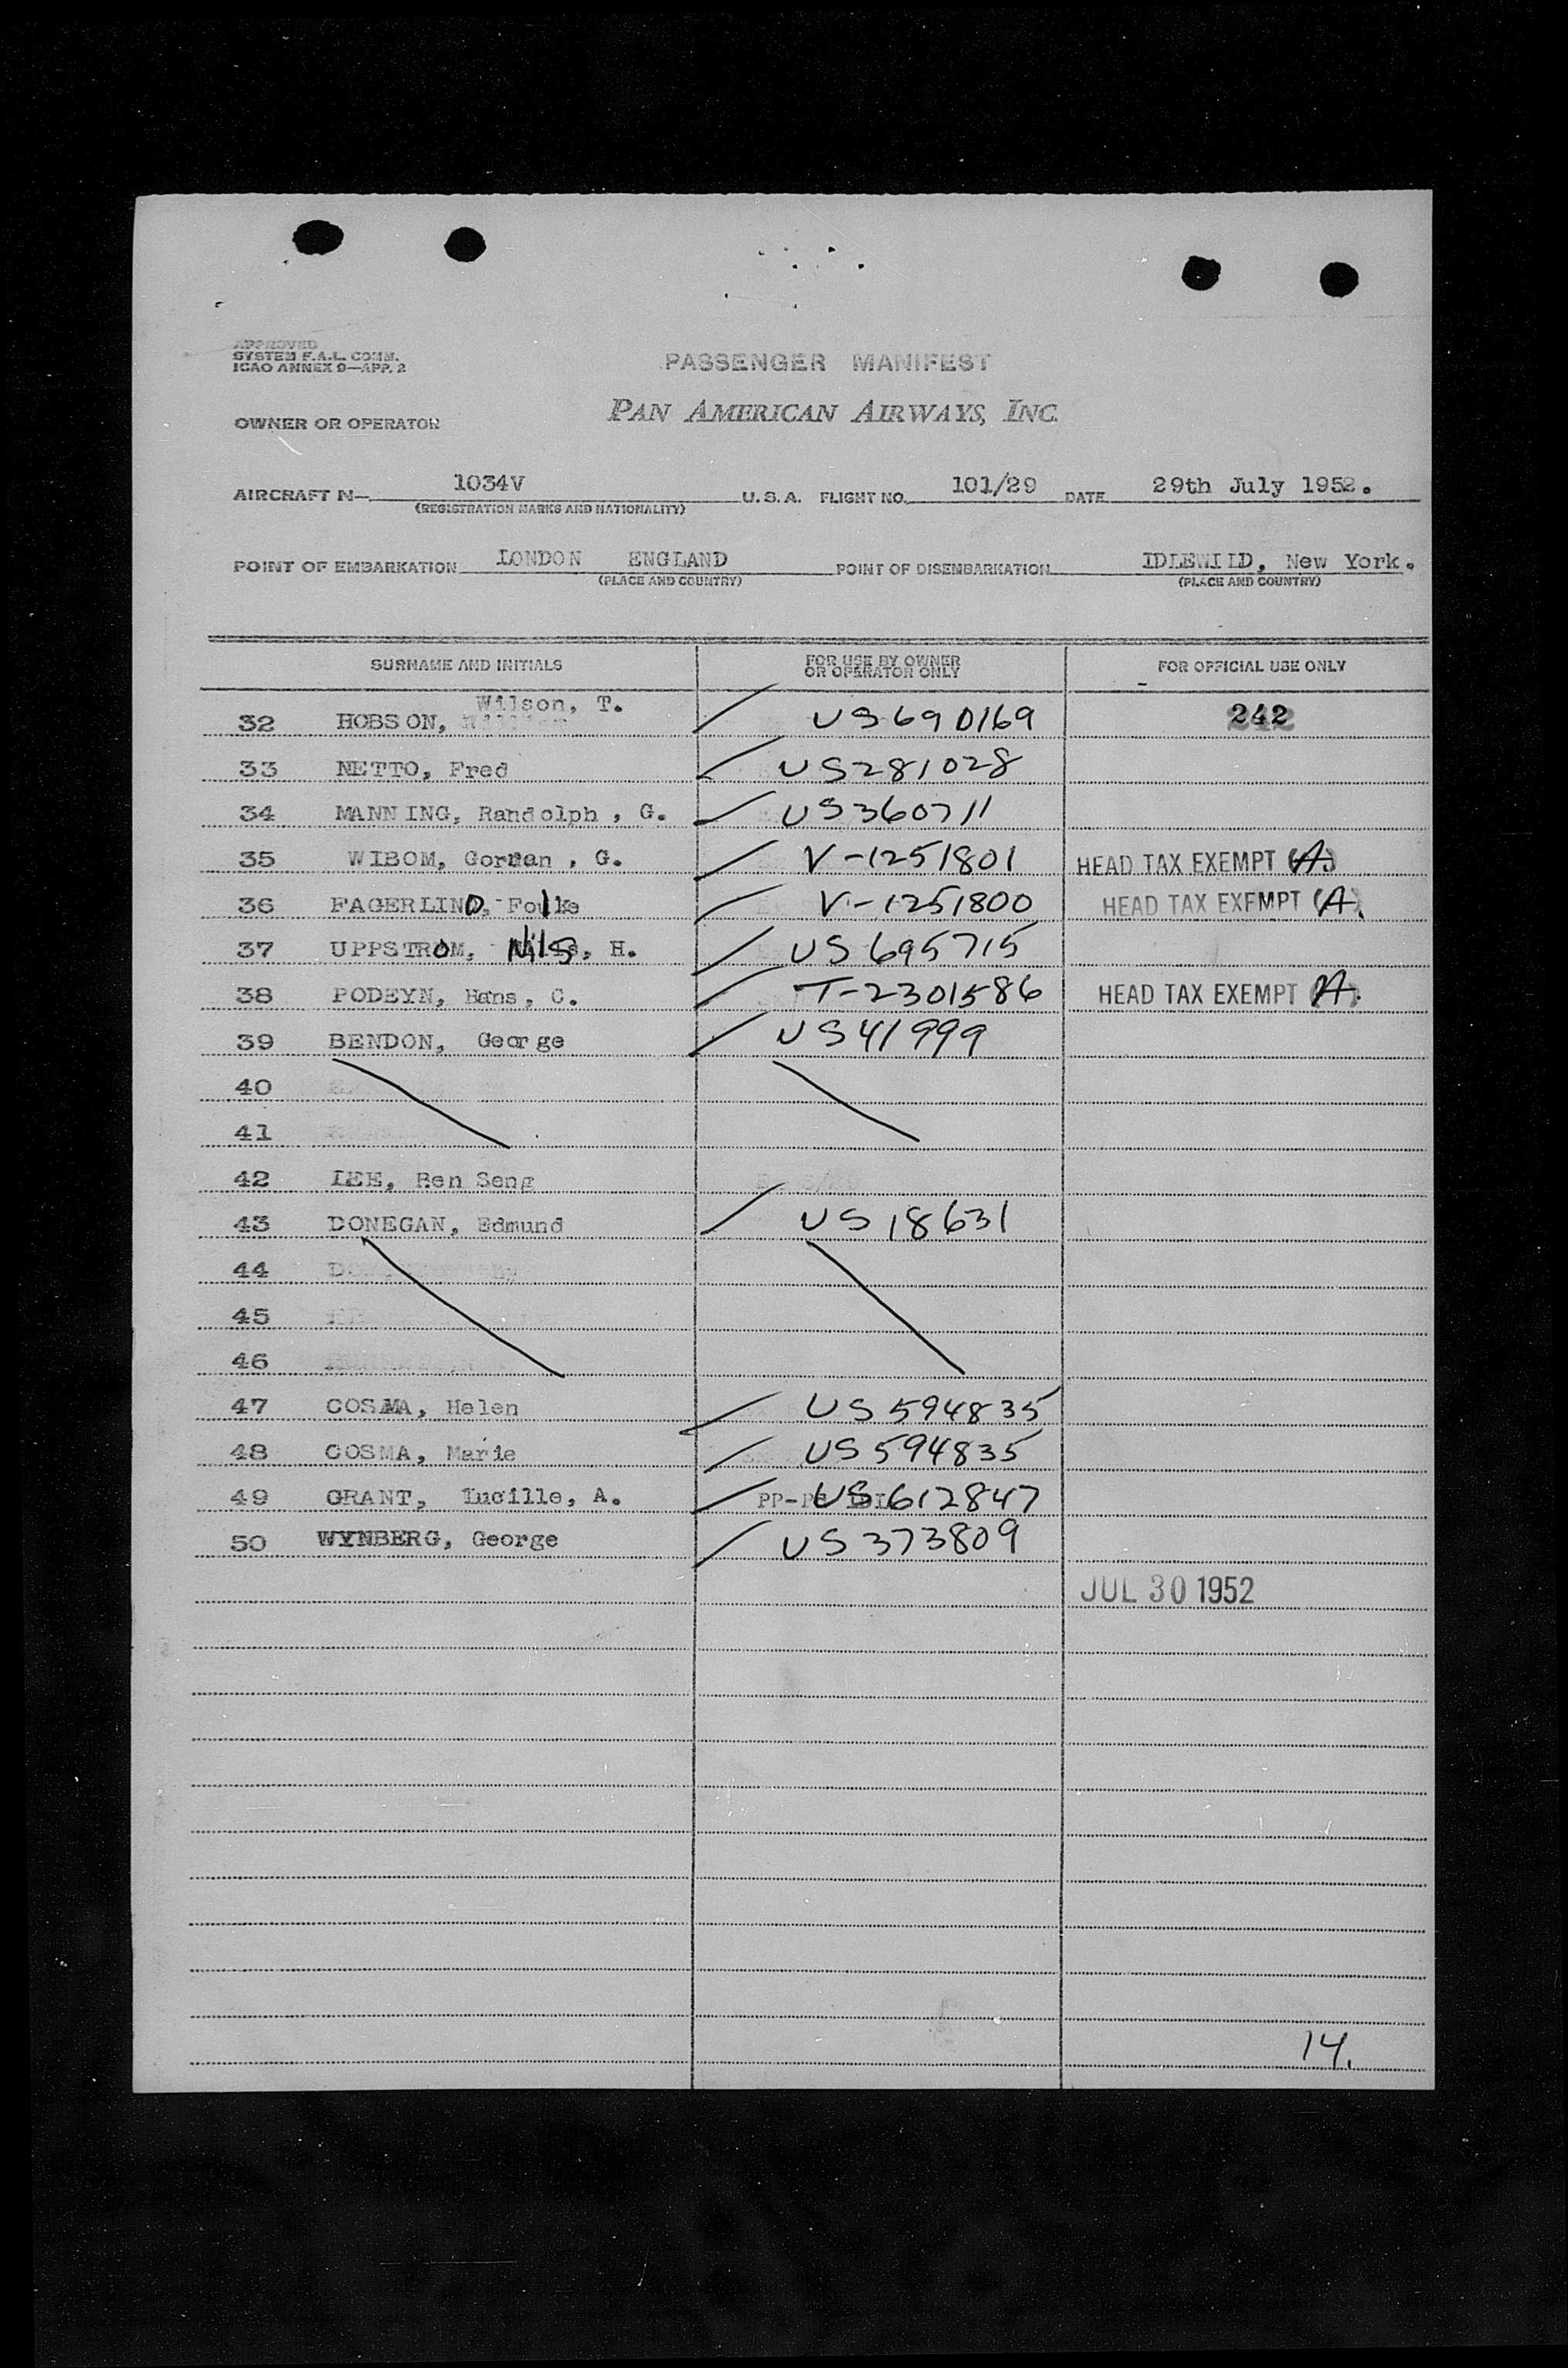 APPROVED
SYSTEM F.A.L. COMM.
ICAO ANNEX 9—APP. 2
PASSENGER MANIFEST
OWNER OR OPERATOR PAN AMERICAN AIRWAYS, INC.
AIRCRAFT N— 1034V U.S.A. FLIGHT NO. 101/29 DATE 29th July 1952.
(REGISTRATION MARKS AND NATIONALITY)
POINT OF EMBARKATION LONDON ENGLAND POINT OF DISEMBARKATION IDLEWILD, New York.
(PLACE AND COUNTRY) (PLACE AND COUNTRY)
SURNAME AND INITIALS FOR USE BY OWNER OR OPERATOR ONLY FOR OFFICIAL USE ONLY
Wilson, T.
32 HOBSON, US690169 242
33 NETTO, Fred US281028
34 MANNING, Randolph, G. US360711
35 WIBOM, G. V-1251801 HEAD TAX EXEMPT (A)
36 FAGERLIND, Folke V-1251800 HEAD TAX EXEMPT (A)
37 UPPSTROM, Nils, H. US695715
38 PODEYN, Hans, C. T-2301586 HEAD TAX EXEMPT (A)
39 BENDON, George US41999
40
41
42 LEE, Ben Seng
43 DONEGAN, Edmund US18631
44
45
46
47 COSMA, Helen US594835
48 COSMA, Marie US594835
49 GRANT, Lucille, A. US612847
50 WYNBERG, George US373809
JUL 30 1952
14.